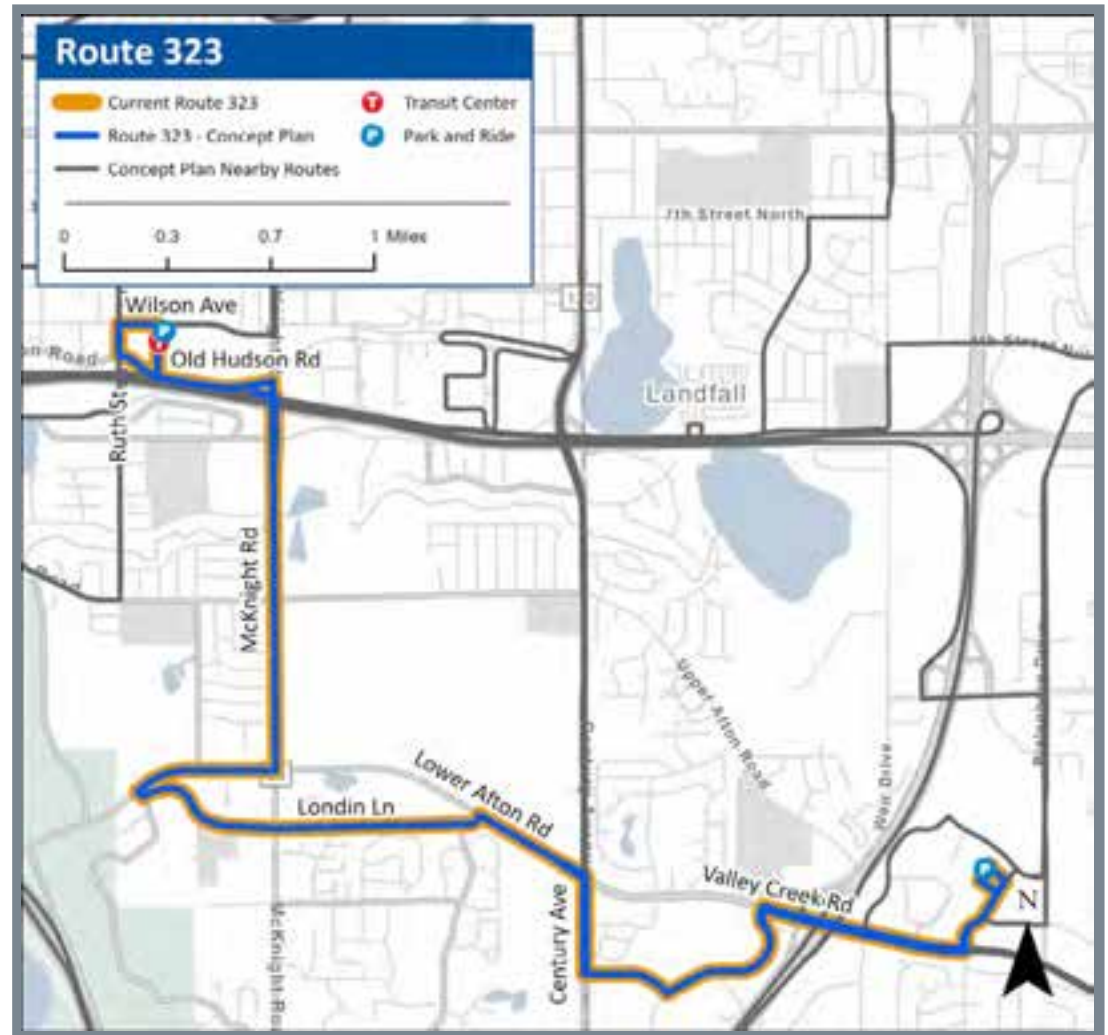 Route 323
Current Route 323
Route 323 - Concept Plan
Concept Plan Nearby Routes
T Transit Center
P Park and Ride
0 0.3 0.7 1 Miles
7th Street North
Wilson Ave
P
T
Old Hudson Rd
Ruth St
Landfall
McKnight Rd
Upper Afton Road
Lower Afton Rd
Londin Ln
Weir Drive
Valley Creek Rd
P
N
Century Ave